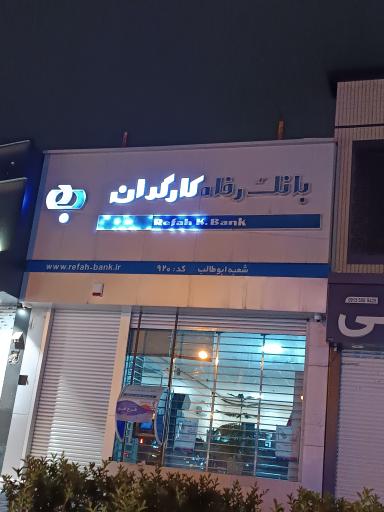 بانک رفاه کارگران
Refah K. Bank
www.refah-bank.ir
شعبه ابوطالب کد: ۹۲۰